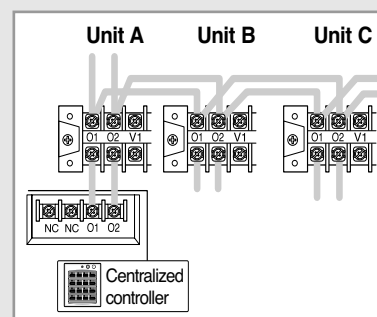 Unit A Unit B Unit C
O1 O2 V1 O1 O2 V1 O1 O2 V1
NC NC O1 O2
Centralized
controller